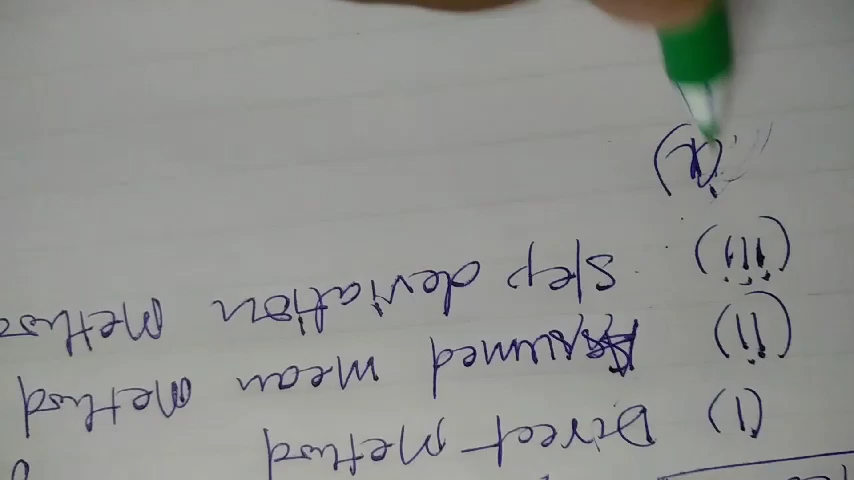 (i) Direct Method
(ii) Assumed mean Method
(iii) Step deviation Method